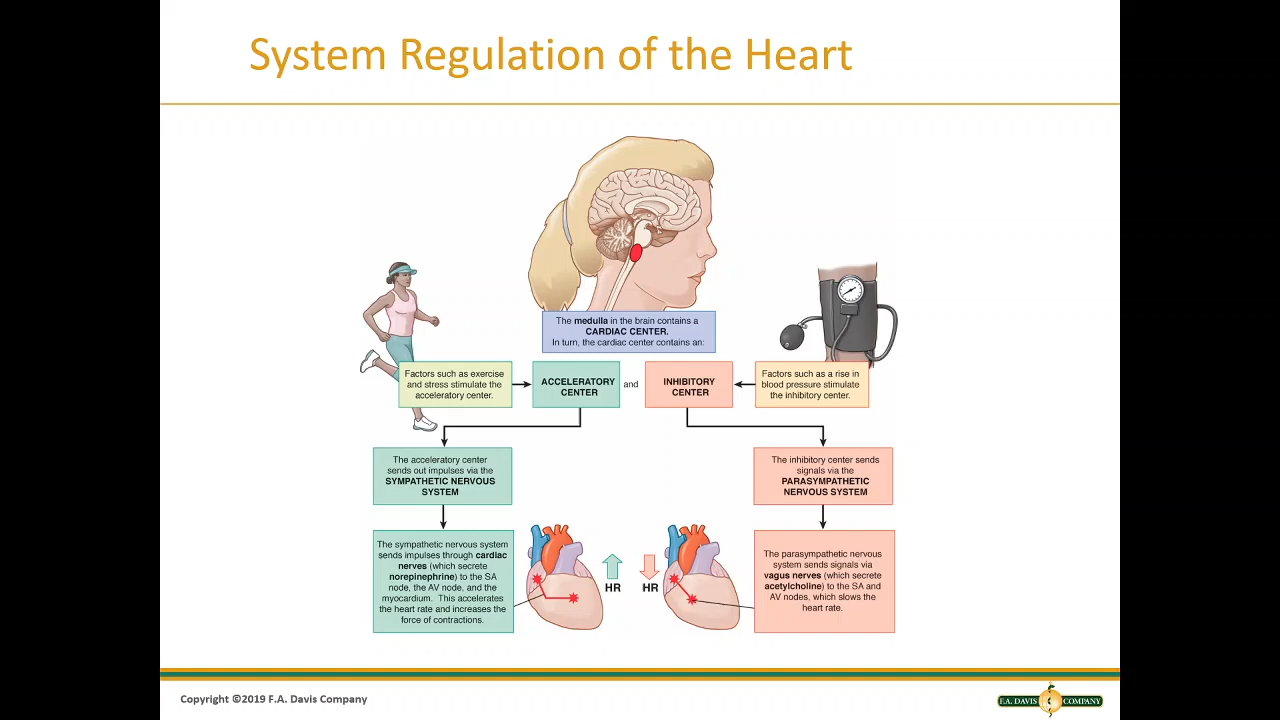 System Regulation of the Heart
The medulla in the brain contains a
CARDIAC CENTER.
In turn, the cardiac center contains an:
Factors such as exercise
and stress stimulate the
acceleratory center.
ACCELERATORY
CENTER
and
INHIBITORY
CENTER
Factors such as a rise in
blood pressure stimulate
the inhibitory center.
The acceleratory center
sends out impulses via the
SYMPATHETIC NERVOUS
SYSTEM
The inhibitory center sends
signals via the
PARASYMPATHETIC
NERVOUS SYSTEM
The sympathetic nervous system
sends impulses through cardiac
nerves (which secrete
norepinephrine) to the SA
node, the AV node, and the
myocardium. This accelerates
the heart rate and increases the
force of contractions.
HR
HR
The parasympathetic nervous
system sends signals via
vagus nerves (which secrete
acetylcholine) to the SA and
AV nodes, which slows the
heart rate.
Copyright ©2019 F.A. Davis Company
F.A. DAVIS COMPANY